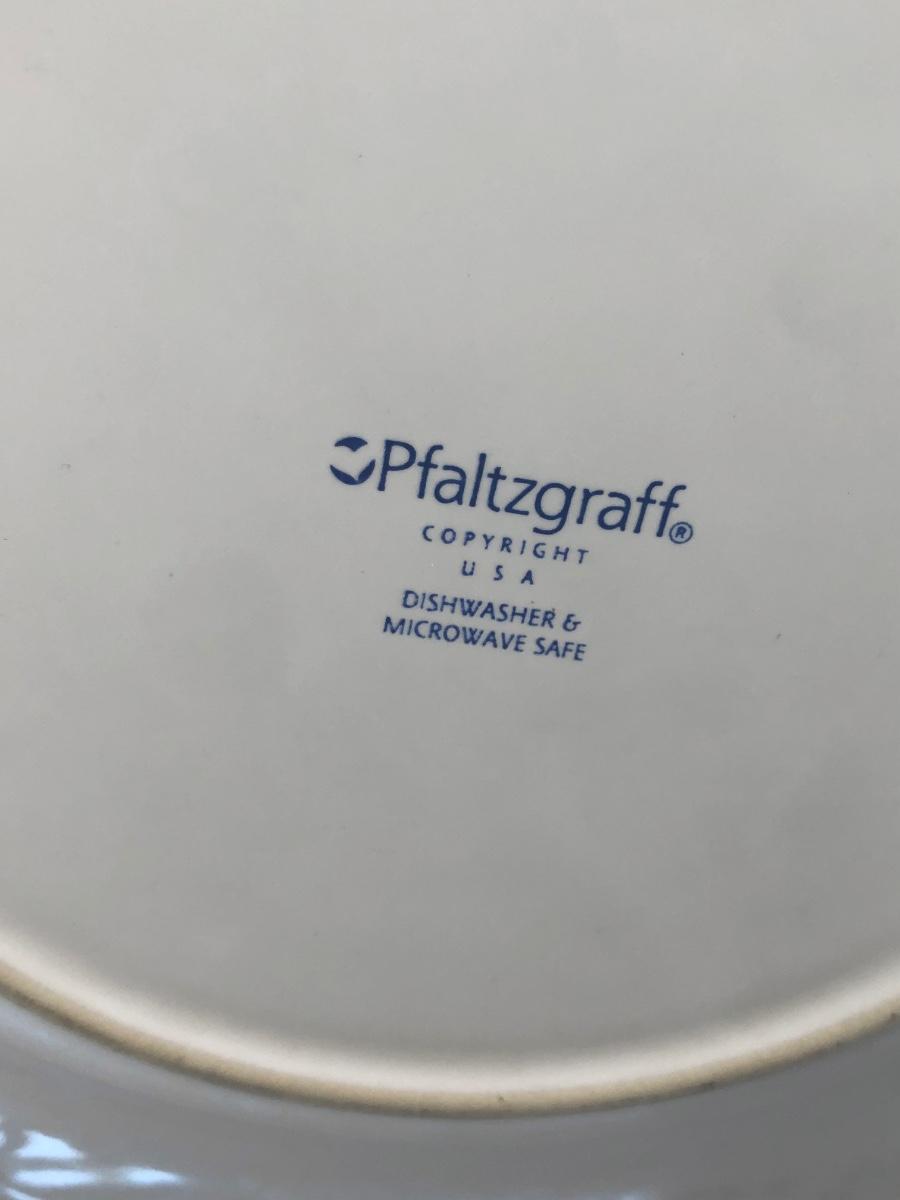 Pfaltzgraff®
COPYRIGHT
USA
DISHWASHER &
MICROWAVE SAFE